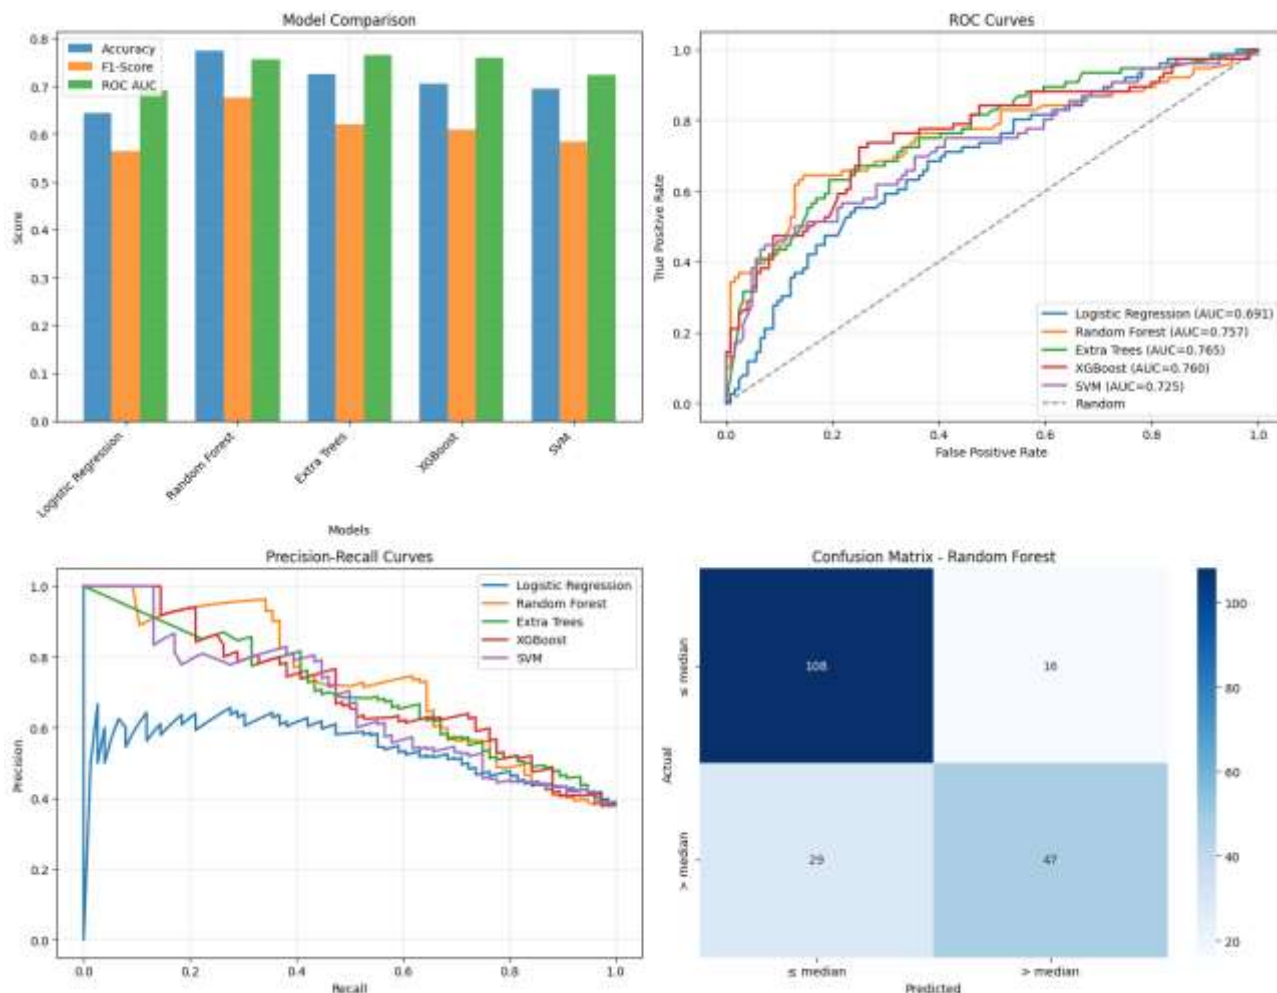 Model Comparison
Accuracy
F1-Score
ROC AUC
Score
0.8
0.7
0.6
0.5
0.4
0.3
0.2
0.1
0.0
Logistic Regression
Random Forest
Extra Trees
XGBoost
SVM
Models
ROC Curves
True Positive Rate
1.0
0.8
0.6
0.4
0.2
0.0
Logistic Regression (AUC=0.691)
Random Forest (AUC=0.757)
Extra Trees (AUC=0.765)
XGBoost (AUC=0.760)
SVM (AUC=0.725)
Random
0.0 0.2 0.4 0.6 0.8 1.0
False Positive Rate
Precision-Recall Curves
Logistic Regression
Random Forest
Extra Trees
XGBoost
SVM
Precision
1.0
0.8
0.6
0.4
0.2
0.0
0.0 0.2 0.4 0.6 0.8 1.0
Recall
Confusion Matrix - Random Forest
Actual
≤ median
> median
108 16
29 47
≤ median > median
Predicted
100
80
60
40
20